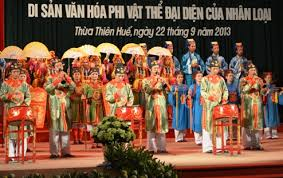 DI SẢN VĂN HÓA PHI VẬT THỂ ĐẠI DIỆN CỦA NHÂN LOẠI
Thừa Thiên Huế, ngày 22 tháng 9 năm 2013